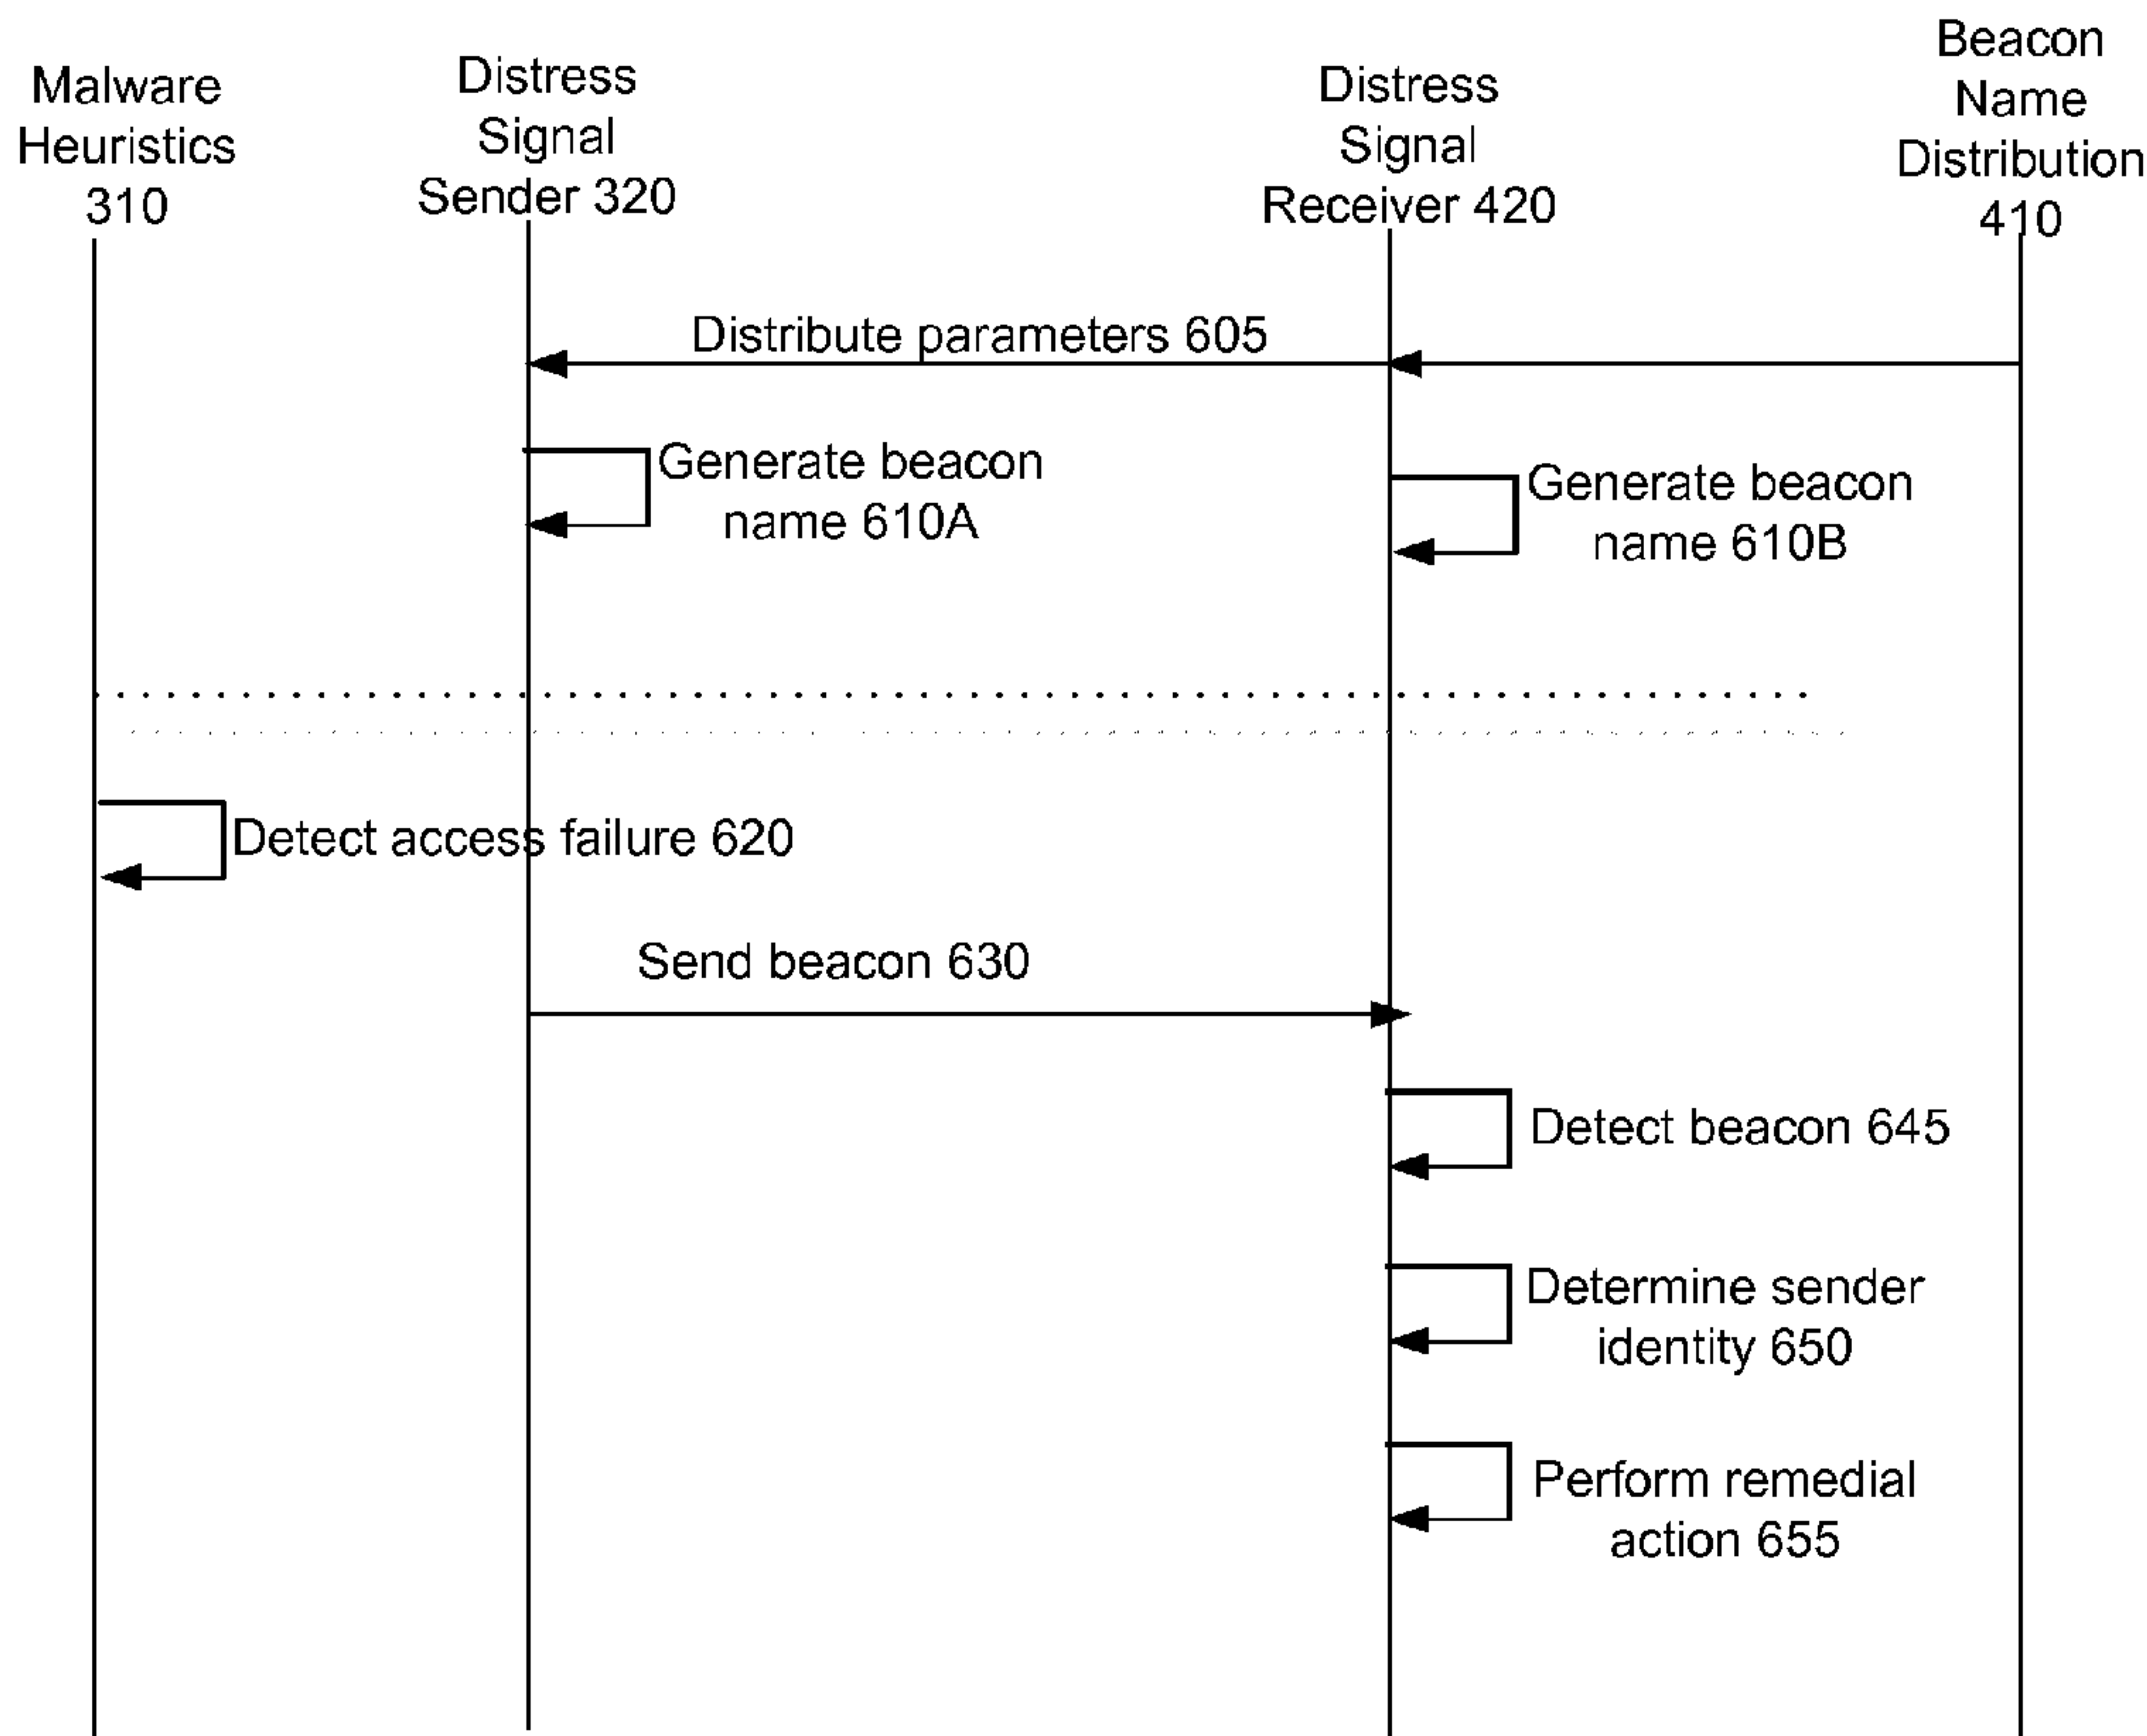 Malware
Heuristics
310
Distress
Signal
Sender 320
Distress
Signal
Receiver 420
Beacon
Name
Distribution
410
Distribute parameters 605
Generate beacon
name 610A
Generate beacon
name 610B
Detect access failure 620
Send beacon 630
Detect beacon 645
Determine sender
identity 650
Perform remedial
action 655